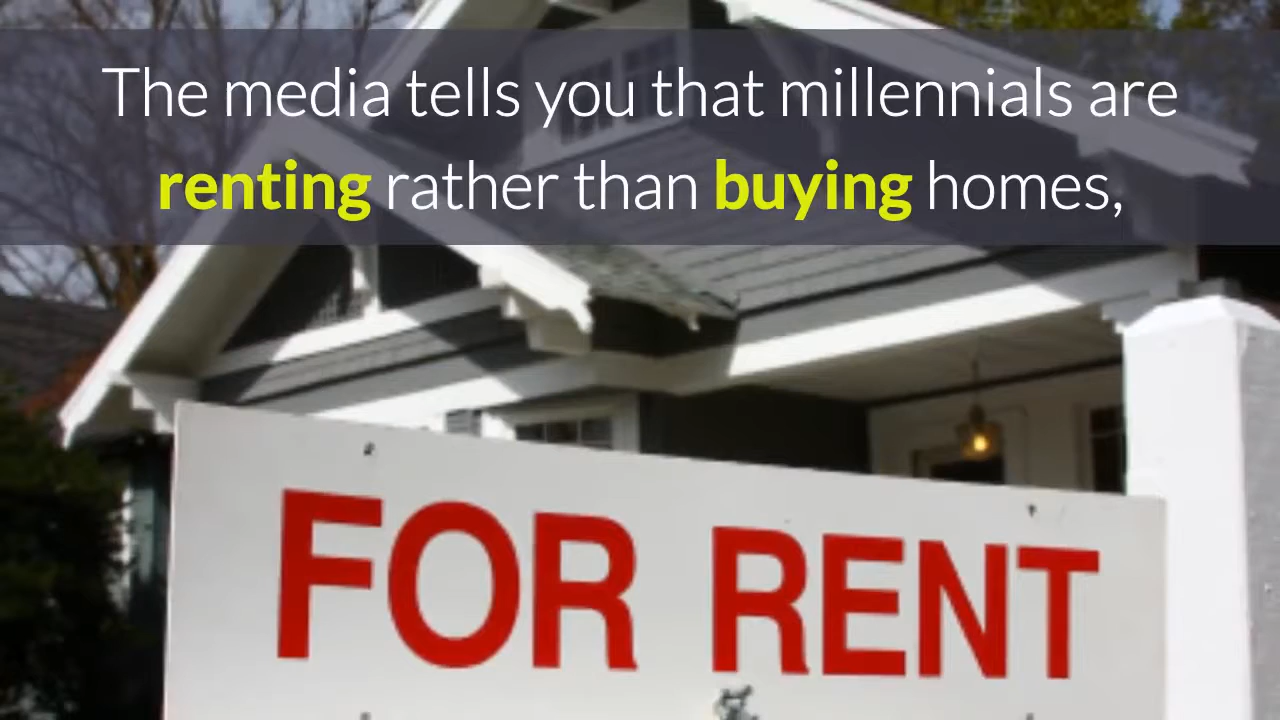 The media tells you that millennials are
renting rather than buying homes,
FOR RENT